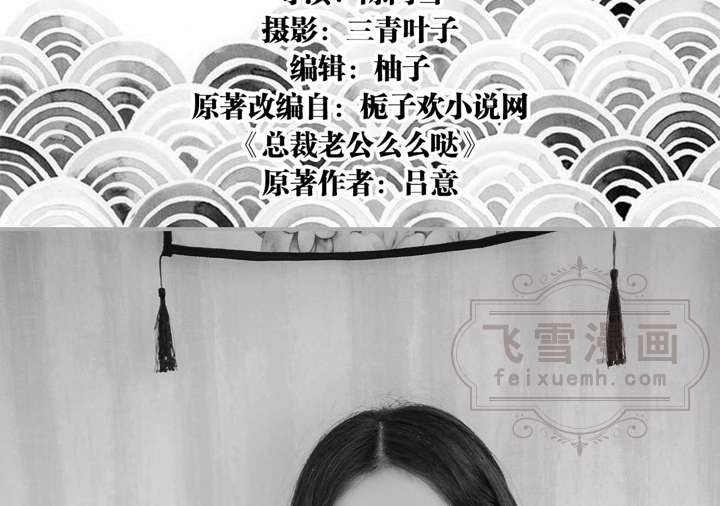 摄影：三青叶子
编辑：柚子
原著改编自：栀子欢小说网
《总裁老公么么哒》
原著作者：吕意
飞雪漫画
feixuemh.com